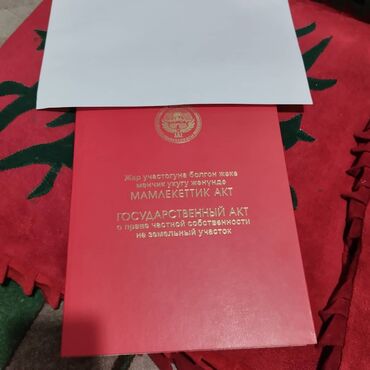 Жер участогуна болгон жеке
менчик укугу жөнүндө
МАМЛЕКЕТТИК АКТ
ГОСУДАРСТВЕННЫЙ АКТ
о праве частной собственности
на земельный участок